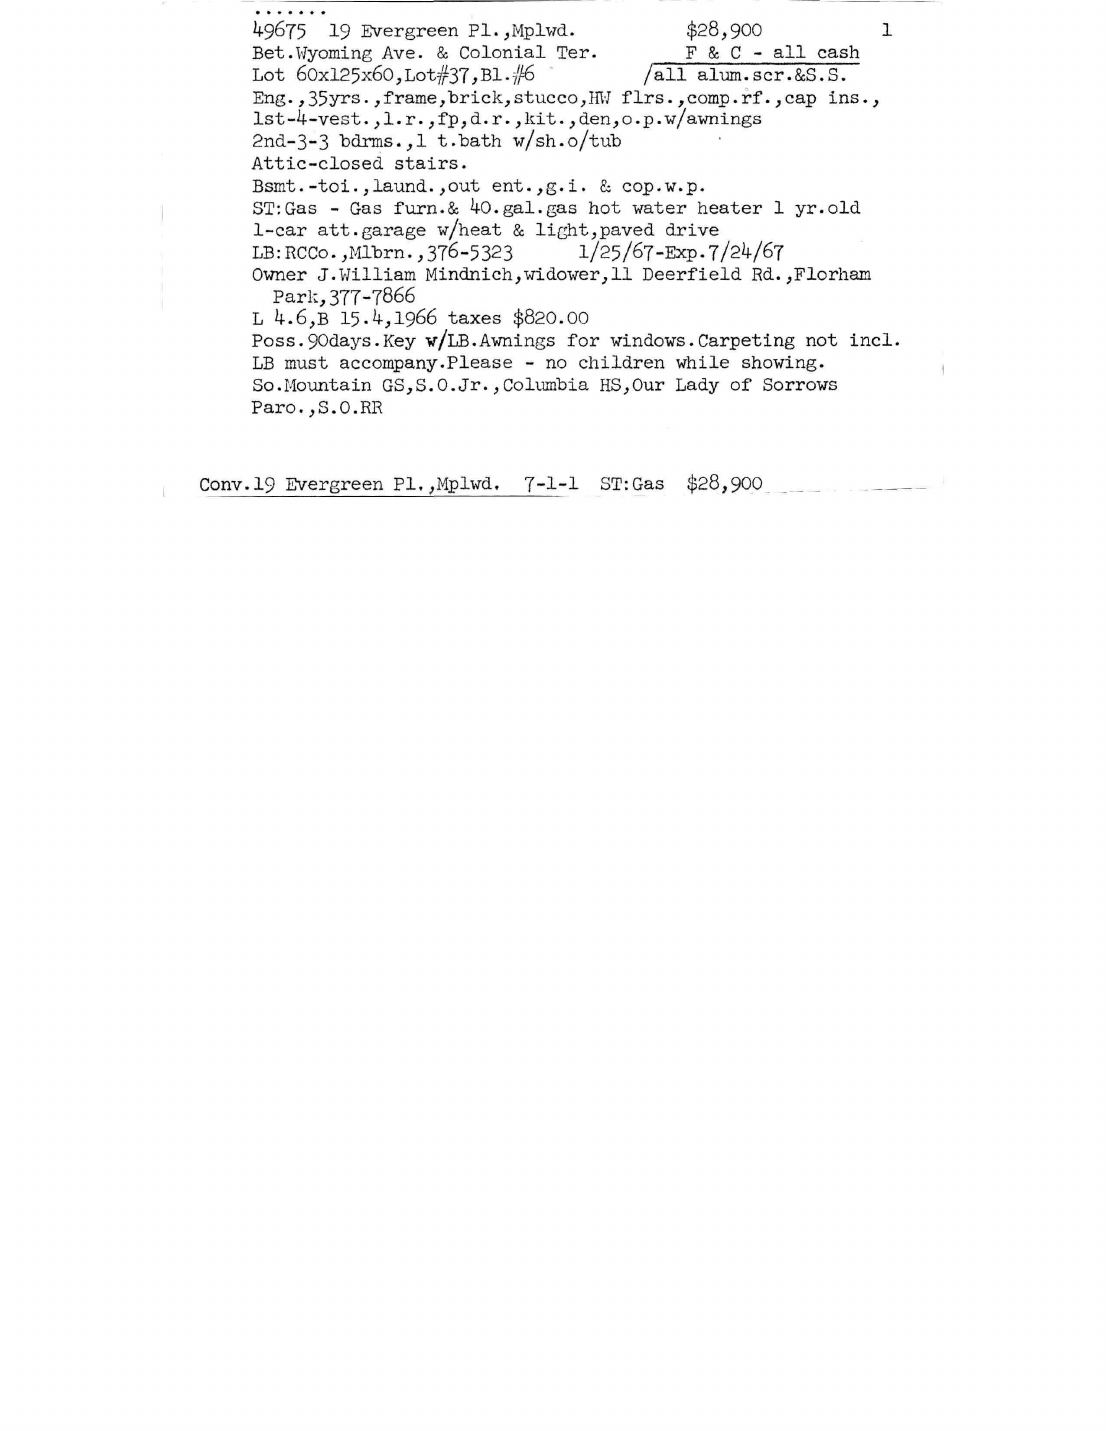 .......
49675 19 Evergreen Pl.,Mplwd. $28,900 1
Bet.Wyoming Ave. & Colonial Ter. F & C - all cash
Lot 60x125x60,Lot#37,Bl.#6 /all alum.scr.&S.S.
Eng.,35yrs.,frame,brick,stucco,HW flrs.,comp.rf.,cap ins.,
1st-4-vest.,l.r.,fp,d.r.,kit.,den,o.p.w/awnings
2nd-3-3 bdrms.,1 t.bath w/sh.o/tub
Attic-closed stairs.
Bsmt.-toi.,laund.,out ent.,g.i. & cop.w.p.
ST:Gas - Gas furn.& 40.gal.gas hot water heater 1 yr.old
1-car att.garage w/heat & light,paved drive
LB:RCCo.,Mlbrn.,376-5323 1/25/67-Exp.7/24/67
Owner J.William Mindnich,widower,11 Deerfield Rd.,Florham
Park,377-7866
L 4.6,B 15.4,1966 taxes $820.00
Poss.90days.Key w/LB.Awnings for windows.Carpeting not incl.
LB must accompany.Please - no children while showing.
So.Mountain GS,S.O.Jr.,Columbia HS,Our Lady of Sorrows
Paro.,S.O.RR
Conv.19 Evergreen Pl.,Mplwd. 7-1-1 ST:Gas $28,900